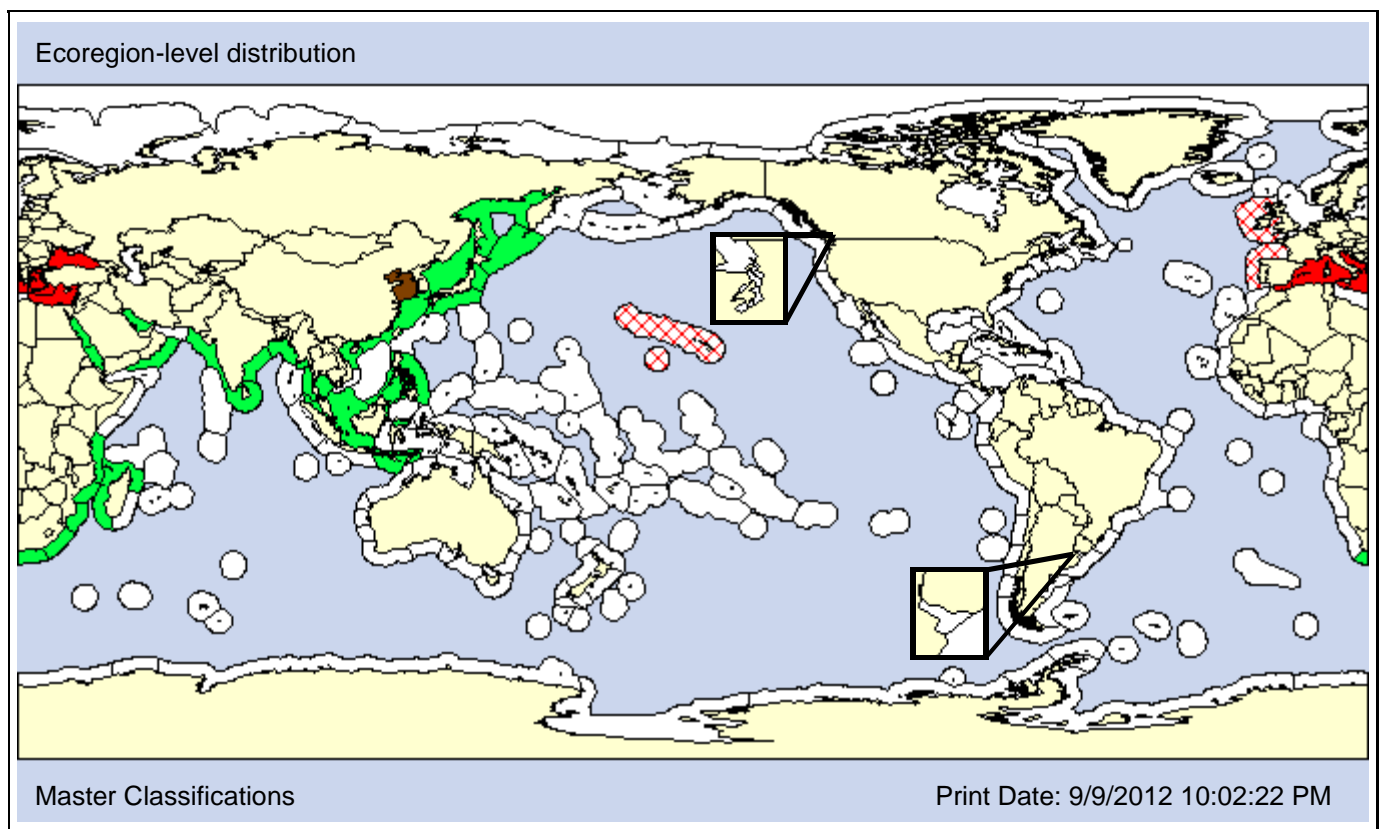 Ecoregion-level distribution
Master Classifications
Print Date: 9/9/2012 10:02:22 PM